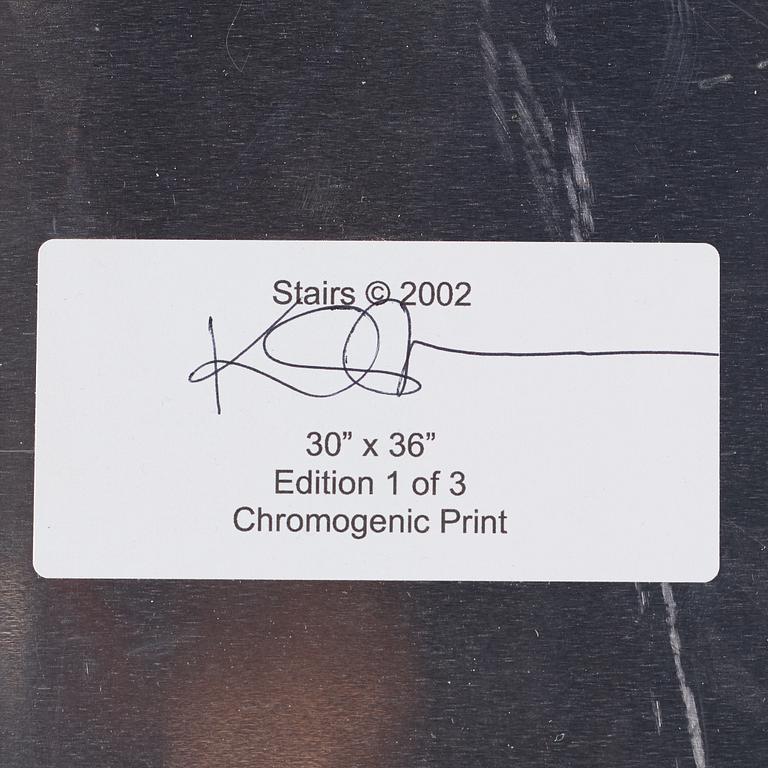 Stairs © 2002
30” x 36”
Edition 1 of 3
Chromogenic Print